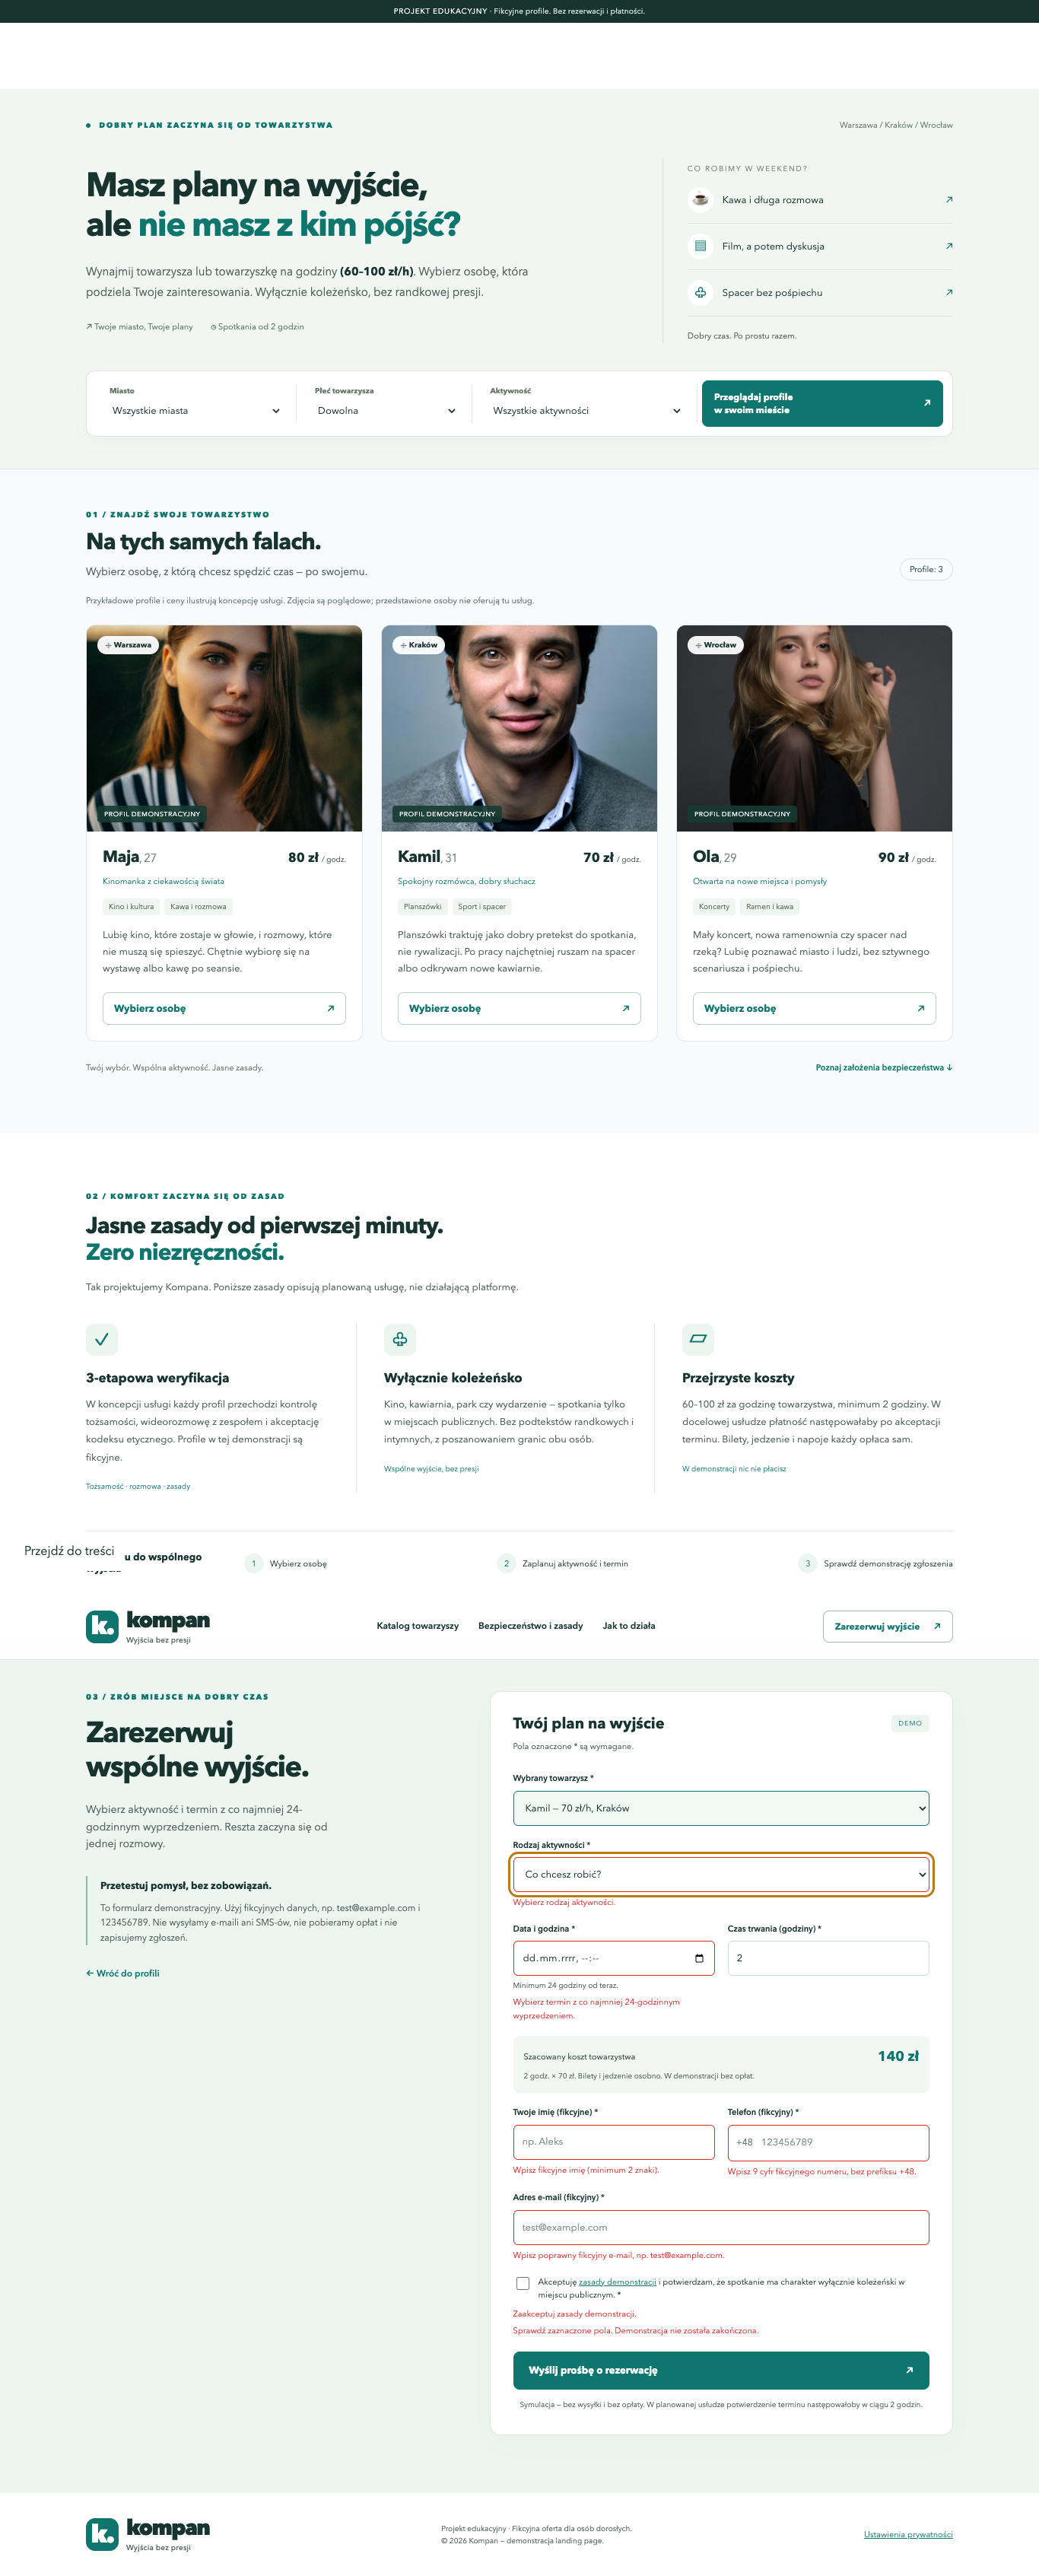 PROJEKT EDUKACYJNY · Fikcyjne profile. Bez rezerwacji i płatności.
DOBRY PLAN ZACZYNA SIĘ OD TOWARZYSTWA
Warszawa / Kraków / Wrocław
Masz plany na wyjście,
ale nie masz z kim pójść?
Wynajmij towarzysza lub towarzyszkę na godziny (60–100 zł/h). Wybierz osobę, która
podziela Twoje zainteresowania. Wyłącznie koleżeńsko, bez randkowej presji.
↗ Twoje miasto, Twoje plany
◷ Spotkania od 2 godzin
CO ROBIMY W WEEKEND?
Kawa i długa rozmowa ↗
Film, a potem dyskusja ↗
Spacer bez pośpiechu ↗
Dobry czas. Po prostu razem.
Miasto
Wszystkie miasta
Płeć towarzysza
Dowolna
Aktywność
Wszystkie aktywności
Przeglądaj profile
w swoim mieście ↗
01 / ZNAJDŹ SWOJE TOWARZYSTWO
Na tych samych falach.
Wybierz osobę, z którą chcesz spędzić czas — po swojemu.
Profile: 3
Przykładowe profile i ceny ilustrują koncepcję usługi. Zdjęcia są poglądowe; przedstawione osoby nie oferują tu usług.
Warszawa
PROFIL DEMONSTRACYJNY
Maja, 27
80 zł / godz.
Kinomanka z ciekawością świata
Kino i kultura
Kawa i rozmowa
Lubię kino, które zostaje w głowie, i rozmowy, które
nie muszą się spieszyć. Chętnie wybiorę się na
wystawę albo kawę po seansie.
Wybierz osobę ↗
Kraków
PROFIL DEMONSTRACYJNY
Kamil, 31
70 zł / godz.
Spokojny rozmówca, dobry słuchacz
Planszówki
Sport i spacer
Planszówki traktuję jako dobry pretekst do spotkania,
nie rywalizacji. Po pracy najchętniej ruszam na spacer
albo odkrywam nowe kawiarnie.
Wybierz osobę ↗
Wrocław
PROFIL DEMONSTRACYJNY
Ola, 29
90 zł / godz.
Otwarta na nowe miejsca i pomysły
Koncerty
Ramen i kawa
Mały koncert, nowa ramenownia czy spacer nad
rzeką? Lubię poznawać miasto i ludzi, bez sztywnego
scenariusza i pośpiechu.
Wybierz osobę ↗
Twój wybór. Wspólna aktywność. Jasne zasady.
Poznaj założenia bezpieczeństwa ↓
02 / KOMFORT ZACZYNA SIĘ OD ZASAD
Jasne zasady od pierwszej minuty.
Zero niezręczności.
Tak projektujemy Kompana. Poniższe zasady opisują planowaną usługę, nie działającą platformę.
3-etapowa weryfikacja
W koncepcji usługi każdy profil przechodzi kontrolę
tożsamości, wideorozmowę z zespołem i akceptację
kodeksu etycznego. Profile w tej demonstracji są
fikcyjne.
Tożsamość · rozmowa · zasady
Wyłącznie koleżeńsko
Kino, kawiarnia, park czy wydarzenie — spotkania tylko
w miejscach publicznych. Bez podtekstów randkowych i
intymnych, z poszanowaniem granic obu osób.
Wspólne wyjście, bez presji
Przejrzyste koszty
60–100 zł za godzinę towarzystwa, minimum 2 godziny. W
docelowej usłudze płatność następowałaby po akceptacji
terminu. Bilety, jedzenie i napoje każdy opłaca sam.
W demonstracji nic nie płacisz
Przejdź do treści
u do wspólnego
1 Wybierz osobę
2 Zaplanuj aktywność i termin
3 Sprawdź demonstrację zgłoszenia
k. kompan
Wyjścia bez presji
Katalog towarzyszy
Bezpieczeństwo i zasady
Jak to działa
Zarezerwuj wyjście ↗
03 / ZRÓB MIEJSCE NA DOBRY CZAS
Zarezerwuj
wspólne wyjście.
Wybierz aktywność i termin z co najmniej 24-
godzinnym wyprzedzeniem. Reszta zaczyna się od
jednej rozmowy.
Przetestuj pomysł, bez zobowiązań.
To formularz demonstracyjny. Użyj fikcyjnych danych, np. test@example.com i
123456789. Nie wysyłamy e-maili ani SMS-ów, nie pobieramy opłat i nie
zapisujemy zgłoszeń.
← Wróć do profili
Twój plan na wyjście
DEMO
Pola oznaczone * są wymagane.
Wybrany towarzysz *
Kamil — 70 zł/h, Kraków
Rodzaj aktywności *
Co chcesz robić?
Wybierz rodzaj aktywności.
Data i godzina *
dd.mm.rrrr, --:--
Minimum 24 godziny od teraz.
Wybierz termin z co najmniej 24-godzinnym
wyprzedzeniem.
Czas trwania (godziny) *
2
Szacowany koszt towarzystwa
140 zł
2 godz. × 70 zł. Bilety i jedzenie osobno. W demonstracji bez opłat.
Twoje imię (fikcyjne) *
np. Aleks
Wpisz fikcyjne imię (minimum 2 znaki).
Telefon (fikcyjny) *
+48 123456789
Wpisz 9 cyfr fikcyjnego numeru, bez prefiksu +48.
Adres e-mail (fikcyjny) *
test@example.com
Wpisz poprawny fikcyjny e-mail, np. test@example.com.
Akceptuję zasady demonstracji i potwierdzam, że spotkanie ma charakter wyłącznie koleżeński w
miejscu publicznym. *
Zaakceptuj zasady demonstracji.
Sprawdź zaznaczone pola. Demonstracja nie została zakończona.
Wyślij prośbę o rezerwację ↗
Symulacja — bez wysyłki i bez opłaty. W planowanej usłudze potwierdzenie terminu następowałoby w ciągu 2 godzin.
k. kompan
Wyjścia bez presji
Projekt edukacyjny · Fikcyjna oferta dla osób dorosłych.
© 2026 Kompan — demonstracja landing page.
Ustawienia prywatności